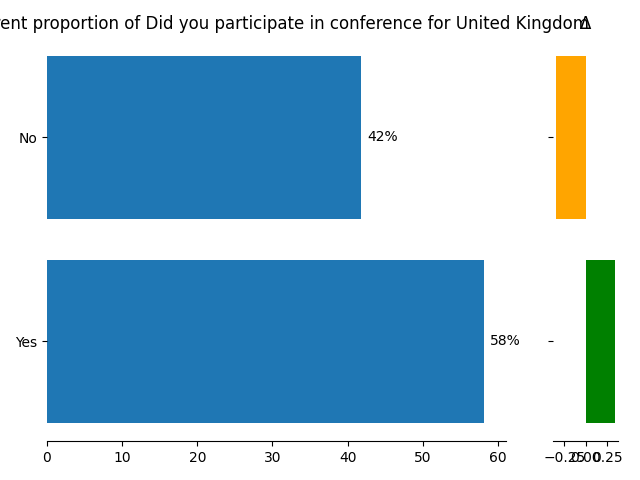 ent proportion of Did you participate in conference for United Kingdom
Δ
No
42%
Yes
58%
0 10 20 30 40 50 60
−0.25 0.00 0.25